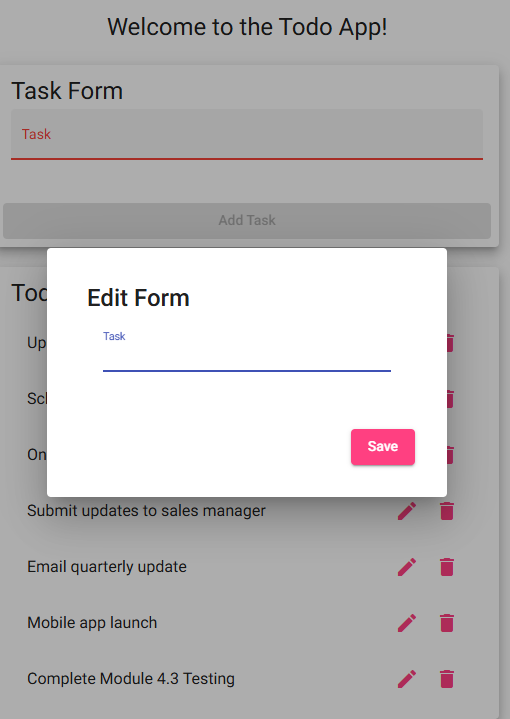 Welcome to the Todo App!
Task Form
Task
Add Task
Edit Form
Task
Save
Submit updates to sales manager
Email quarterly update
Mobile app launch
Complete Module 4.3 Testing